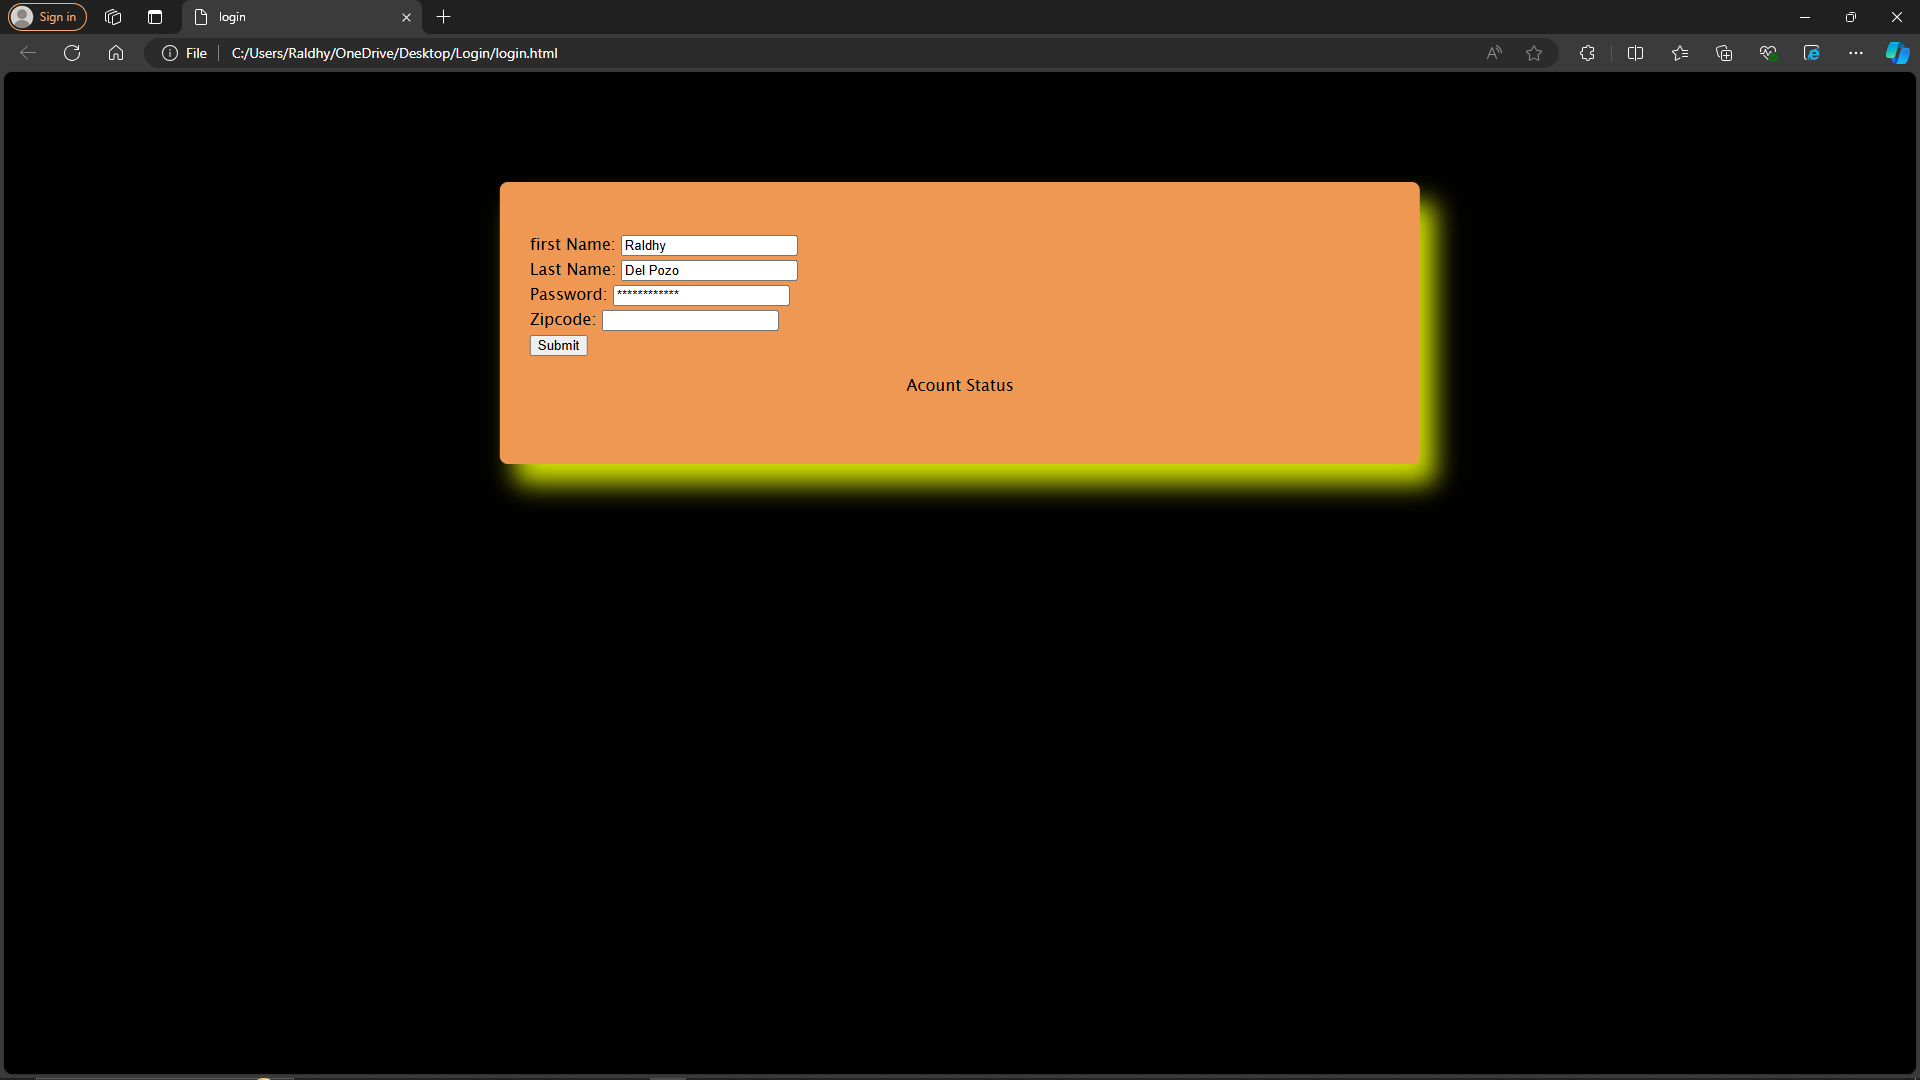 Sign in
login
File
C:/Users/Raldhy/OneDrive/Desktop/Login/login.html
first Name: Raldhy
Last Name: Del Pozo
Password: ************
Zipcode:
Submit
Acount Status